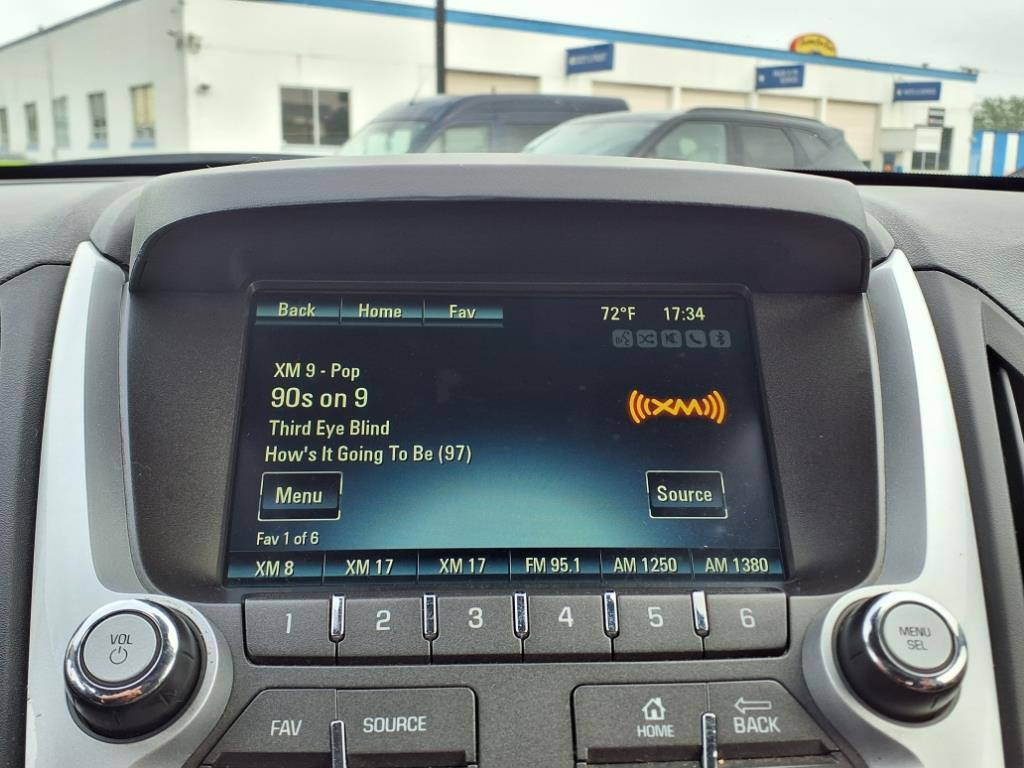 Back Home Fav 72°F 17:34
XM 9 - Pop
90s on 9
((XM))
Third Eye Blind
How's It Going To Be (97)
Menu Source
Fav 1 of 6
XM 8 XM 17 XM 17 FM 95.1 AM 1250 AM 1380
1 2 3 4 5 6
VOL
MENU
SEL
FAV SOURCE HOME BACK